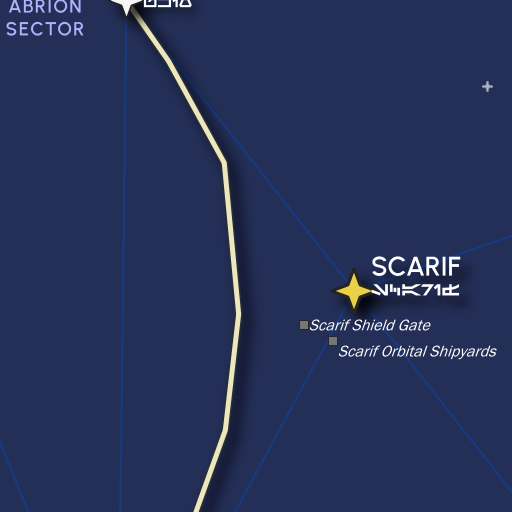 ABRION
SECTOR
SCARIF
Scarif Shield Gate
Scarif Orbital Shipyards